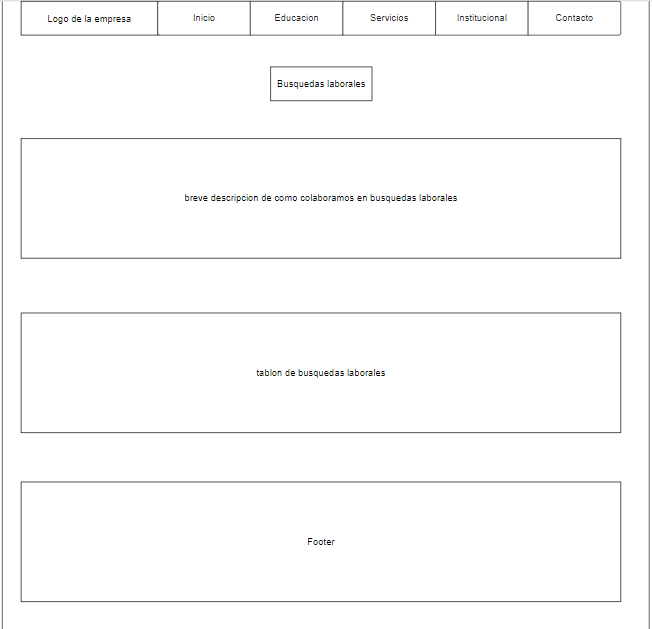 Logo de la empresa
Inicio
Educacion
Servicios
Institucional
Contacto
Busquedas laborales
breve descripcion de como colaboramos en busquedas laborales
tablon de busquedas laborales
Footer